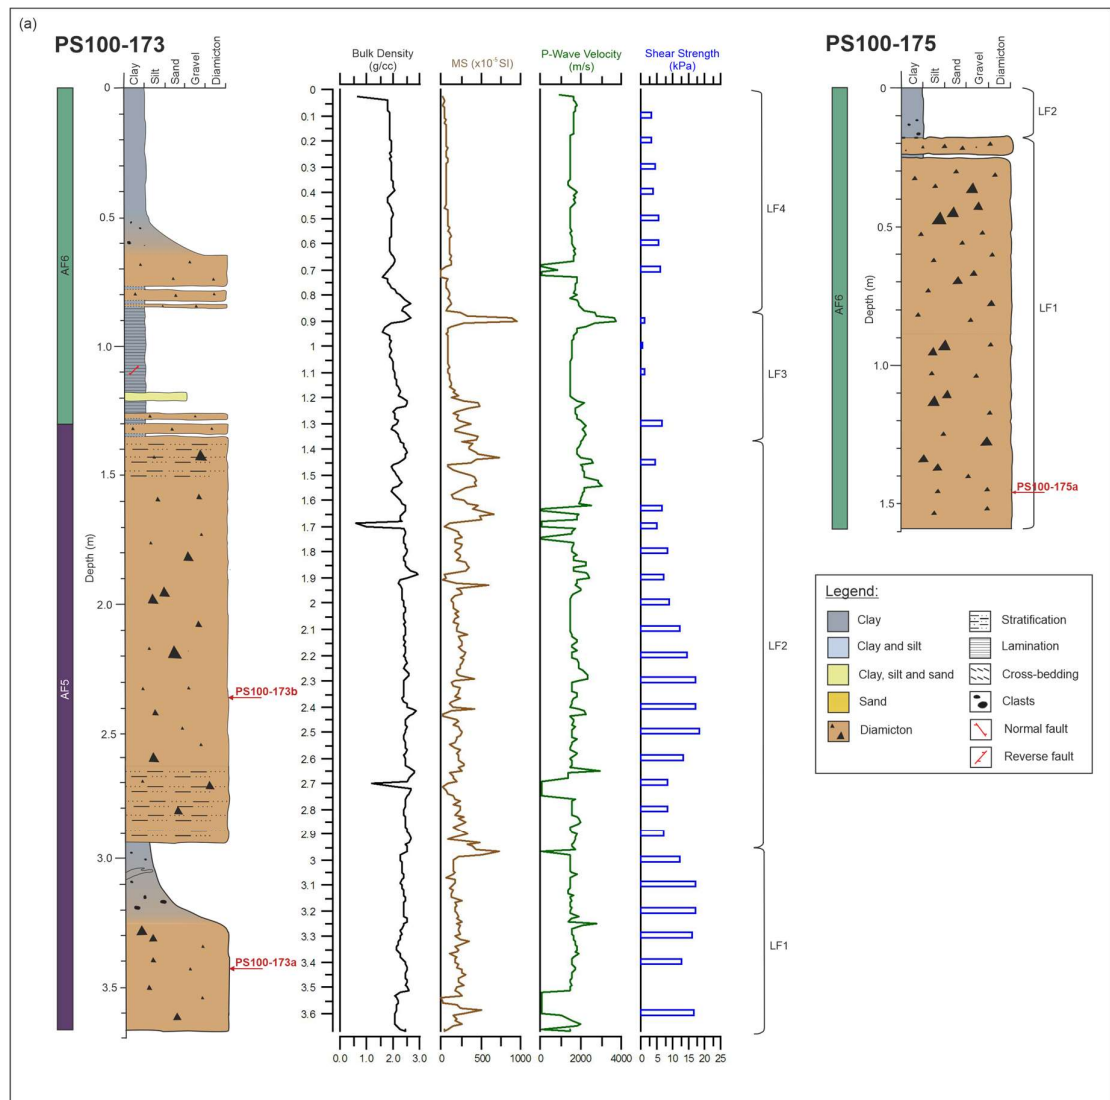 (a)
PS100-173
Clay
Silt
Sand
Gravel
Diamicton
Bulk Density
(g/cc)
MS (x10⁻⁵SI)
P-Wave Velocity
(m/s)
Shear Strength
(kPa)
PS100-175
Clay
Silt
Sand
Gravel
Diamicton
AF6
AF5
Depth (m)
0
0.5
1.0
1.5
2.0
2.5
3.0
3.5
PS100-173b
PS100-173a
0
0.1
0.2
0.3
0.4
0.5
0.6
0.7
0.8
0.9
1
1.1
1.2
1.3
1.4
1.5
1.6
1.7
1.8
1.9
2
2.1
2.2
2.3
2.4
2.5
2.6
2.7
2.8
2.9
3
3.1
3.2
3.3
3.4
3.5
3.6
0.0 1.0 2.0 3.0
0 500 1000
0 2000 4000
0 5 10 15 20 25
LF4
LF3
LF2
LF1
AF6
Depth (m)
0
0.5
1.0
1.5
LF2
LF1
PS100-175a
Legend:
Clay
Clay and silt
Clay, silt and sand
Sand
Diamicton
Stratification
Lamination
Cross-bedding
Clasts
Normal fault
Reverse fault